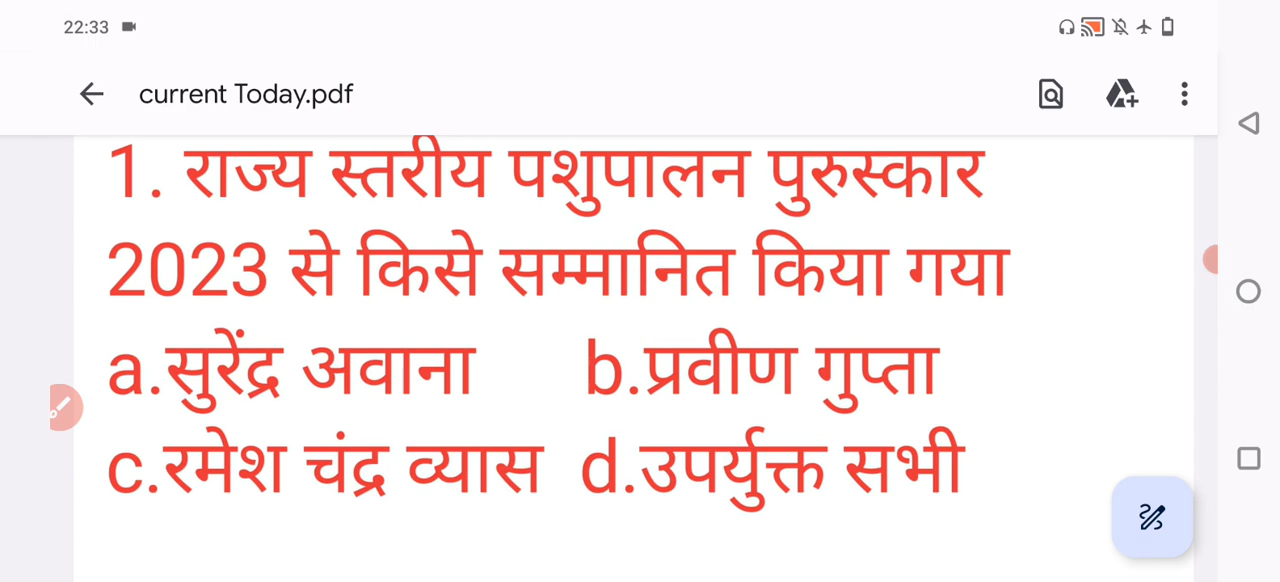 22:33
current Today.pdf
1. राज्य स्तरीय पशुपालन पुरुस्कार
2023 से किसे सम्मानित किया गया
a.सुरेंद्र अवाना b.प्रवीण गुप्ता
c.रमेश चंद्र व्यास d.उपर्युक्त सभी